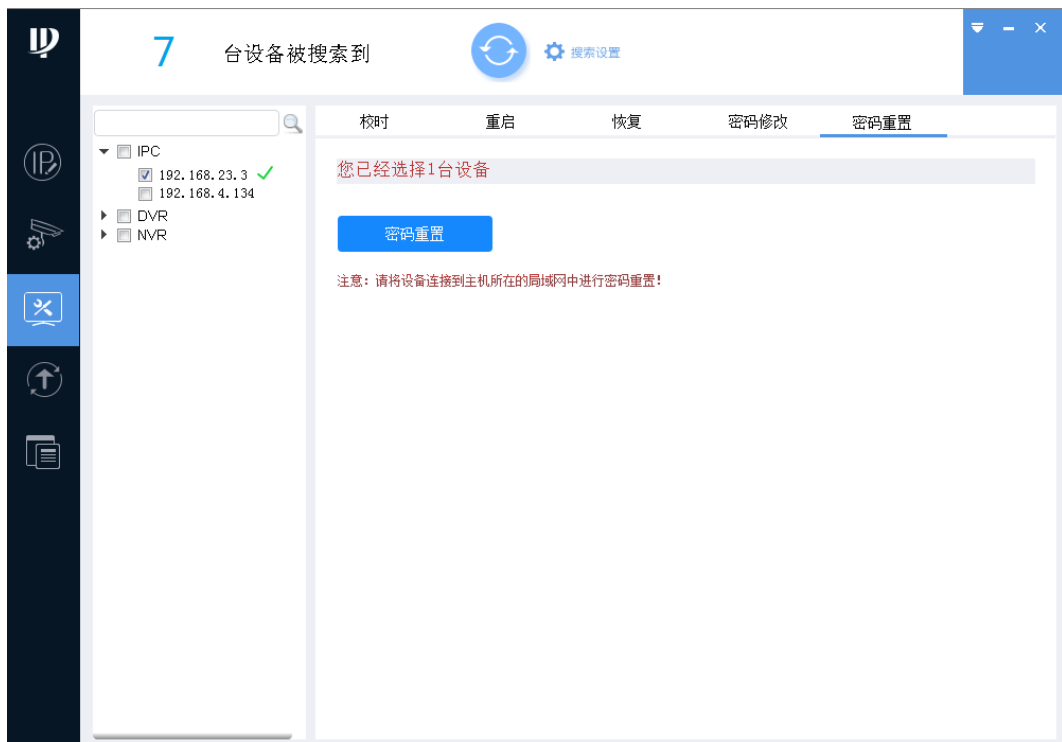 7 台设备被搜索到 搜索设置
校时 重启 恢复 密码修改 密码重置
IPC
192.168.23.3
192.168.4.134
DVR
NVR
您已经选择1台设备
密码重置
注意：请将设备连接到主机所在的局域网中进行密码重置！
IP